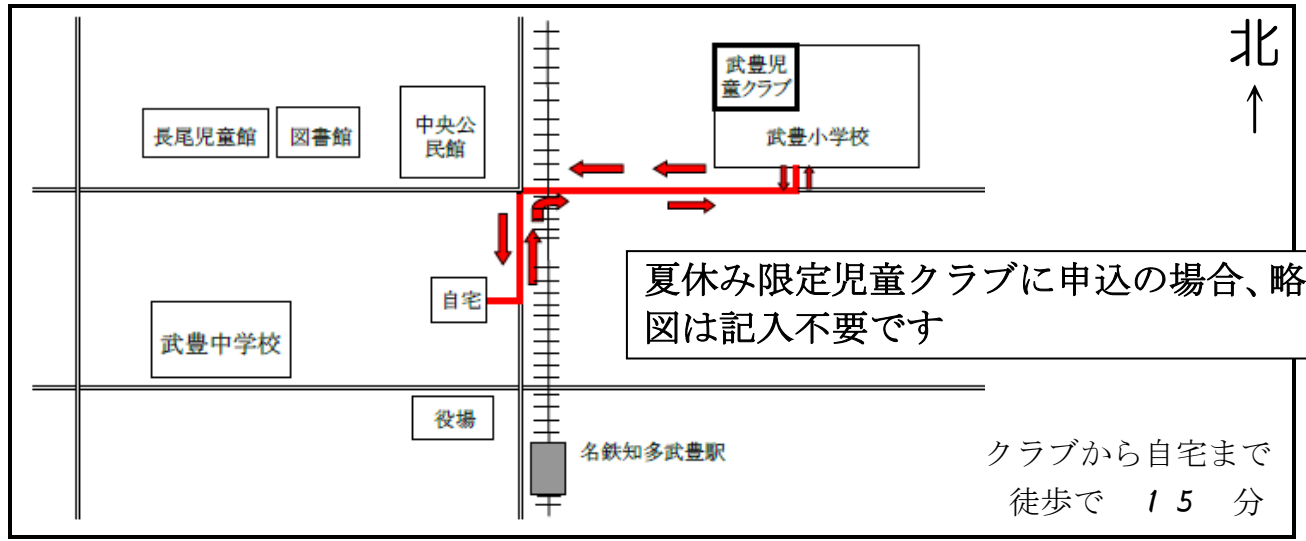 北
武豊児
童クラブ
武豊小学校
長尾児童館
図書館
中央公
民館
自宅
夏休み限定児童クラブに申込の場合、略
図は記入不要です
武豊中学校
役場
名鉄知多武豊駅
クラブから自宅まで
徒歩で 15 分